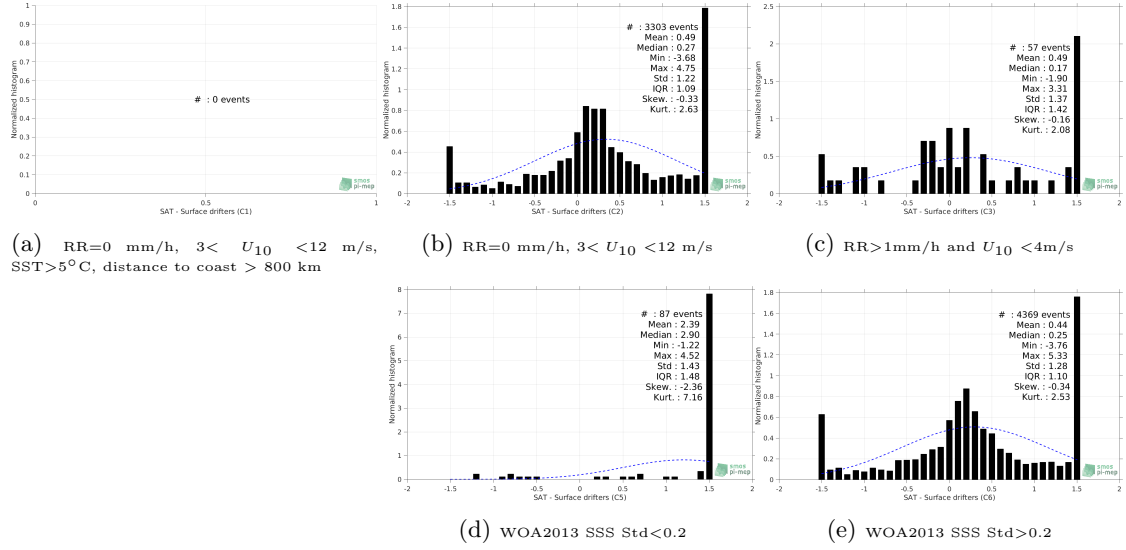 1
0.9
0.8
0.7
0.6
0.5
0.4
0.3
0.2
0.1
0
0 0.5 1
Normalized histogram
# : 0 events
smos
pi-mep
SAT - Surface drifters (C1)
(a) RR=0 mm/h, 3< U10 <12 m/s,
SST>5°C, distance to coast > 800 km
1.8
1.6
1.4
1.2
1
0.8
0.6
0.4
0.2
0
-2 -1.5 -1 -0.5 0 0.5 1 1.5 2
Normalized histogram
# : 3303 events
Mean : 0.49
Median : 0.27
Min : -3.68
Max : 4.75
Std : 1.22
IQR : 1.09
Skew. : -0.33
Kurt. : 2.63
smos
pi-mep
SAT - Surface drifters (C2)
(b) RR=0 mm/h, 3< U10 <12 m/s
2.5
2
1.5
1
0.5
0
-2 -1.5 -1 -0.5 0 0.5 1 1.5 2
Normalized histogram
# : 57 events
Mean : 0.49
Median : 0.17
Min : -1.90
Max : 3.31
Std : 1.37
IQR : 1.42
Skew. : -0.16
Kurt. : 2.08
smos
pi-mep
SAT - Surface drifters (C3)
(c) RR>1mm/h and U10 <4m/s
8
7
6
5
4
3
2
1
0
-2 -1.5 -1 -0.5 0 0.5 1 1.5 2
Normalized histogram
# : 87 events
Mean : 2.39
Median : 2.90
Min : -1.22
Max : 4.52
Std : 1.43
IQR : 1.48
Skew. : -2.36
Kurt. : 7.16
smos
pi-mep
SAT - Surface drifters (C5)
(d) WOA2013 SSS Std<0.2
1.8
1.6
1.4
1.2
1
0.8
0.6
0.4
0.2
0
-2 -1.5 -1 -0.5 0 0.5 1 1.5 2
Normalized histogram
# : 4369 events
Mean : 0.44
Median : 0.25
Min : -3.76
Max : 5.33
Std : 1.28
IQR : 1.10
Skew. : -0.34
Kurt. : 2.53
smos
pi-mep
SAT - Surface drifters (C6)
(e) WOA2013 SSS Std>0.2